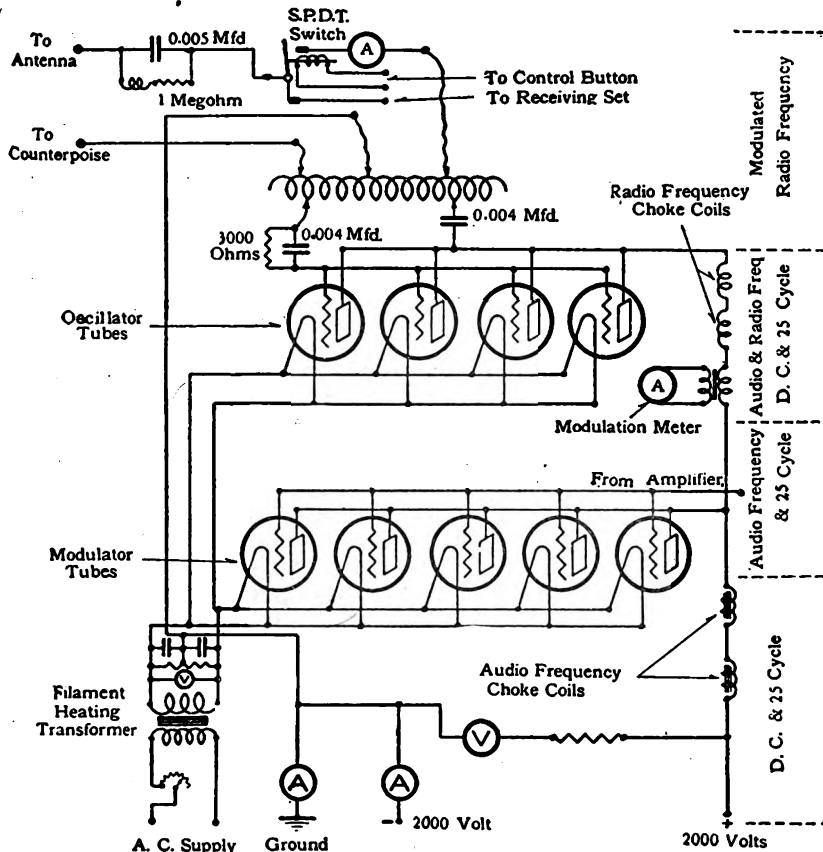 S.P.D.T.
Switch
A
To
Antenna
0.005 Mfd
1 Megohm
To Control Button
To Receiving Set
To
Counterpoise
Modulated
Radio Frequency
3000
Ohms
0.004 Mfd.
0.004 Mfd.
Radio Frequency
Choke Coils
Oscillator
Tubes
A
Modulation Meter
Audio & Radio Freq
D. C. & 25 Cycle
From Amplifier
Audio Frequency
& 25 Cycle
Modulator
Tubes
Audio Frequency
Choke Coils
V
Filament
Heating
Transformer
V
D. C. & 25 Cycle
A
A
A. C. Supply
Ground
− 2000 Volt
+
2000 Volts